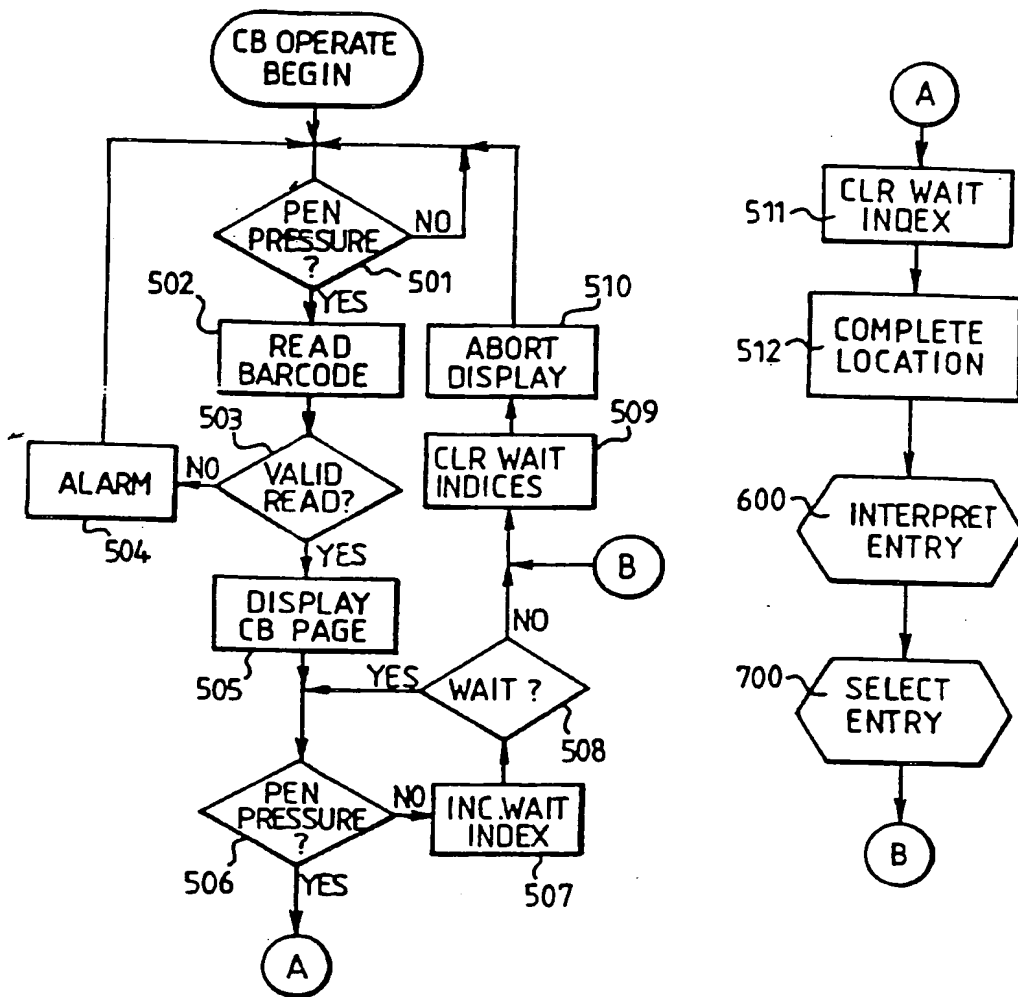 CB OPERATE
BEGIN
PEN
PRESSURE
?
NO
501
YES
502
READ
BARCODE
503
VALID
READ?
NO
ALARM
504
YES
DISPLAY
CB PAGE
505
PEN
PRESSURE
?
506
NO
YES
A
INC.WAIT
INDEX
507
WAIT ?
508
YES
NO
B
CLR WAIT
INDICES
509
ABORT
DISPLAY
510
A
CLR WAIT
INDEX
511
COMPLETE
LOCATION
512
INTERPRET
ENTRY
600
SELECT
ENTRY
700
B